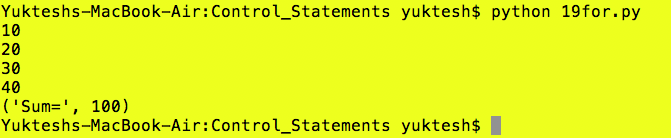 Yukteshs-MacBook-Air:Control_Statements yuktesh$ python 19for.py
10
20
30
40
('Sum=', 100)
Yukteshs-MacBook-Air:Control_Statements yuktesh$